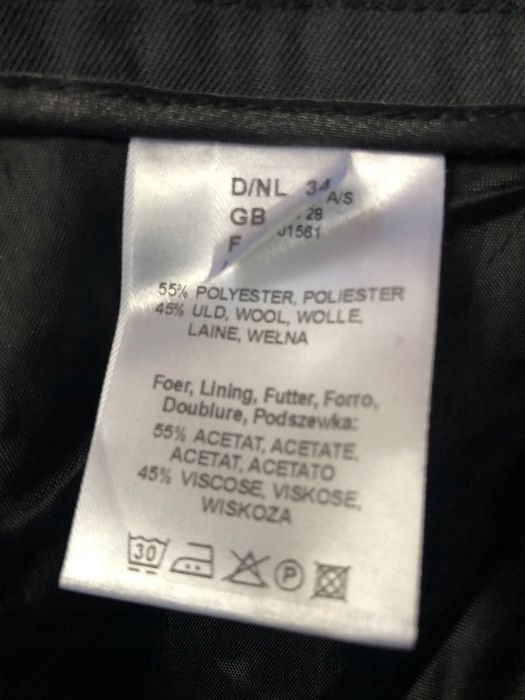 D/NL 34
A/S
GB 28
F
01561
55% POLYESTER, POLIESTER
45% ULD, WOOL, WOLLE,
LAINE, WEŁNA
Foer, Lining, Futter, Forro,
Doublure, Podszewka:
55% ACETAT, ACETATE,
ACETAT, ACETATO
45% VISCOSE, VISKOSE,
WISKOZA
30
P